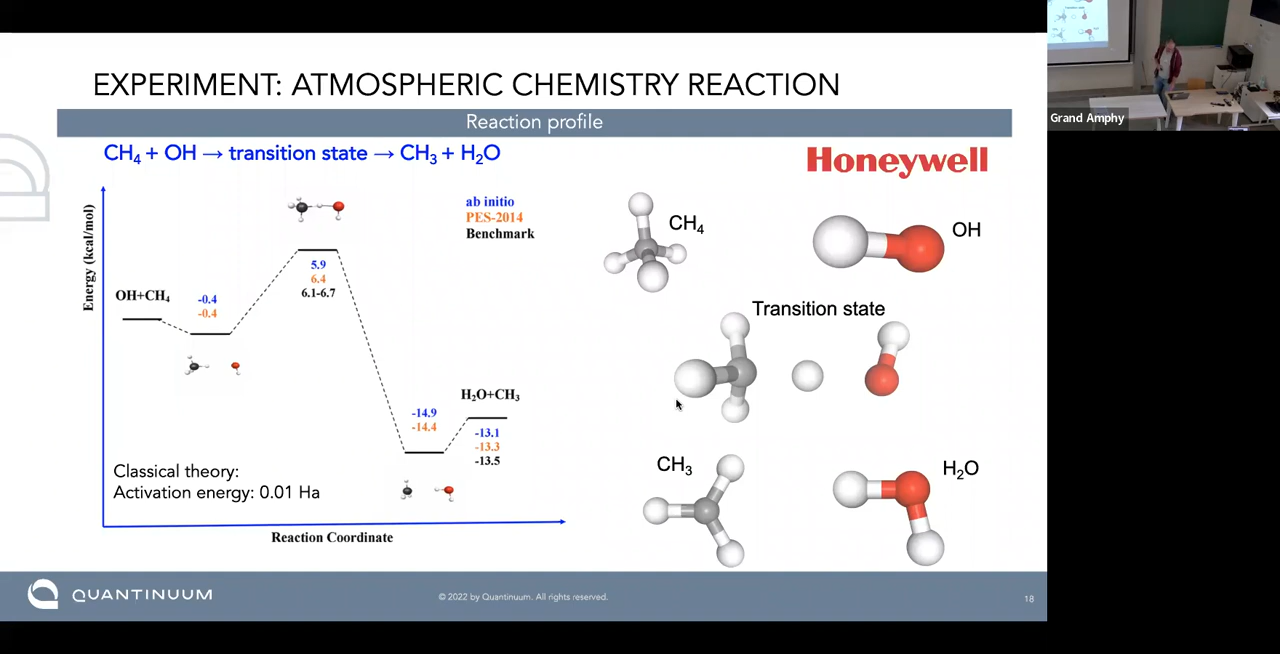 EXPERIMENT: ATMOSPHERIC CHEMISTRY REACTION
Reaction profile
CH₄ + OH → transition state → CH₃ + H₂O
Honeywell
Energy (kcal/mol)
ab initio
PES-2014
Benchmark
5.9
6.4
6.1-6.7
OH+CH₄
-0.4
-0.4
H₂O+CH₃
-14.9
-14.4
-13.1
-13.3
-13.5
Classical theory:
Activation energy: 0.01 Ha
Reaction Coordinate
CH₄
OH
Transition state
CH₃
H₂O
QUANTINUUM
© 2022 by Quantinuum. All rights reserved.
18
Grand Amphy